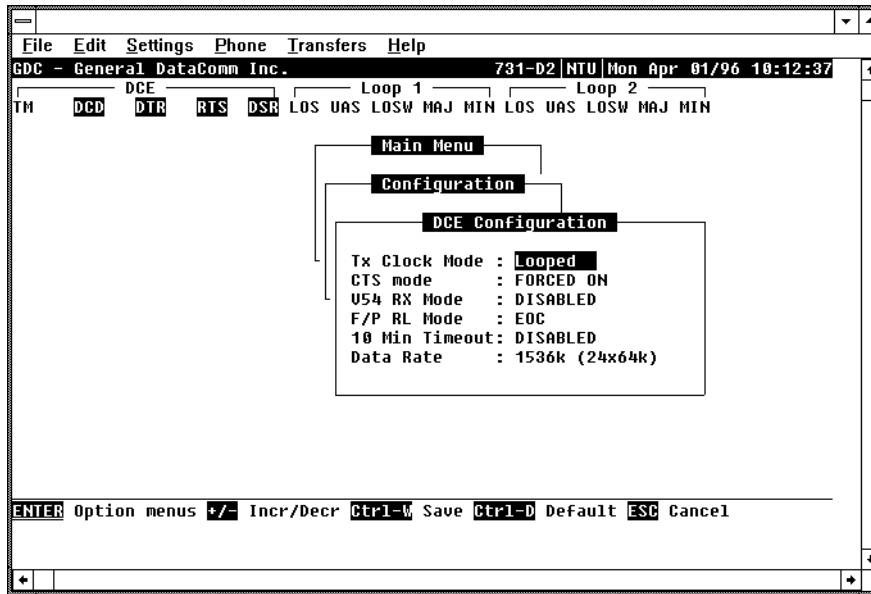 File Edit Settings Phone Transfers Help
GDC - General DataComm Inc. 731-D2|NTU|Mon Apr 01/96 10:12:37
DCE Loop 1 Loop 2
TM DCD DTR RTS DSR LOS UAS LOSW MAJ MIN LOS UAS LOSW MAJ MIN
Main Menu
Configuration
DCE Configuration
Tx Clock Mode : Looped
CTS mode : FORCED ON
V54 RX Mode : DISABLED
F/P RL Mode : EOC
10 Min Timeout: DISABLED
Data Rate : 1536k (24x64k)
ENTER Option menus +/- Incr/Decr Ctrl-W Save Ctrl-D Default ESC Cancel